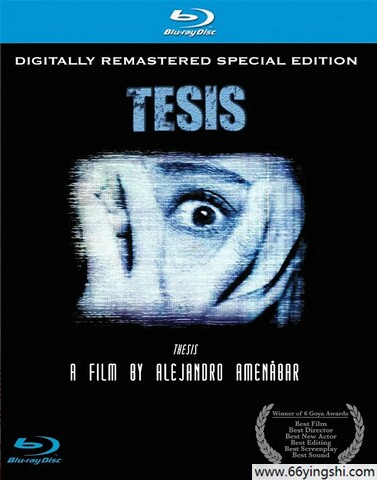 Blu-ray Disc
DIGITALLY REMASTERED SPECIAL EDITION
TESIS
THESIS
A FILM BY ALEJANDRO AMENÁBAR
Winner of 6 Goya Awards
Best Film
Best Director
Best New Actor
Best Editing
Best Screenplay
Best Sound
Blu-ray Disc
www.66yingshi.com